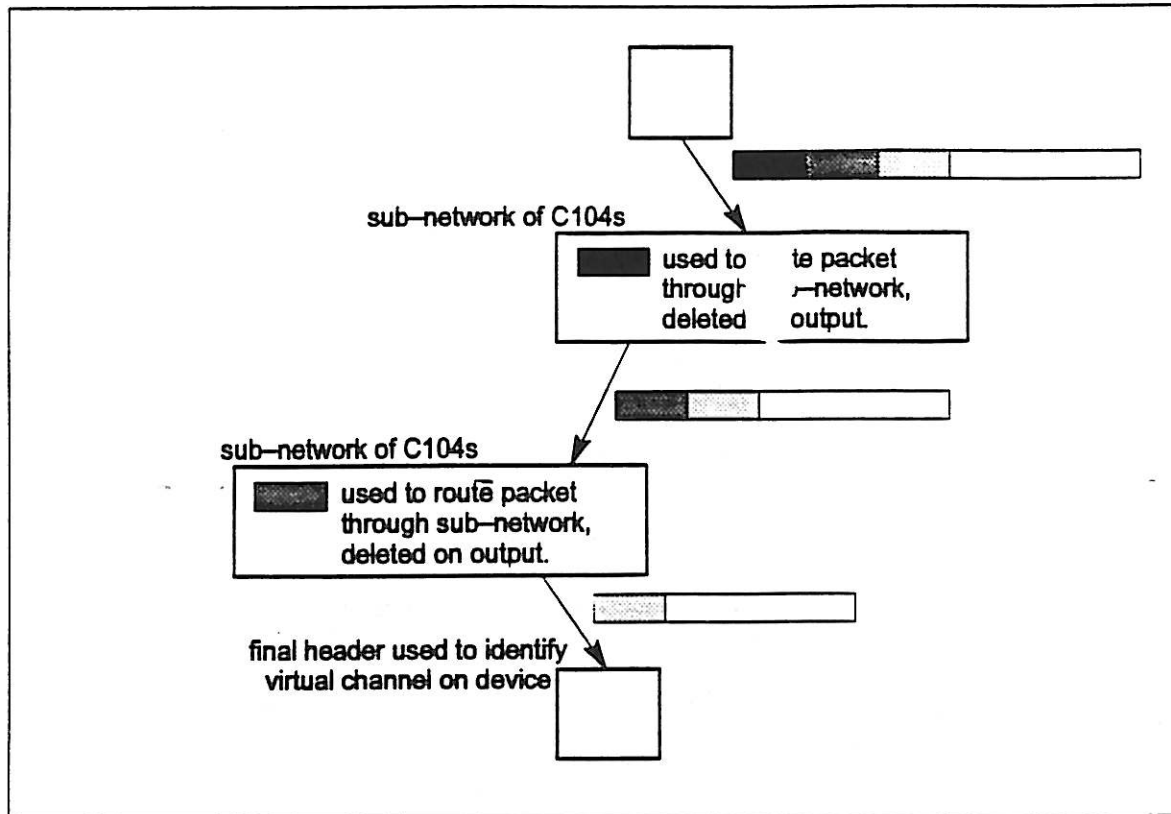 sub–network of C104s
used to te packet
through –network,
deleted output.
sub–network of C104s
used to route packet
through sub–network,
deleted on output.
final header used to identify
virtual channel on device